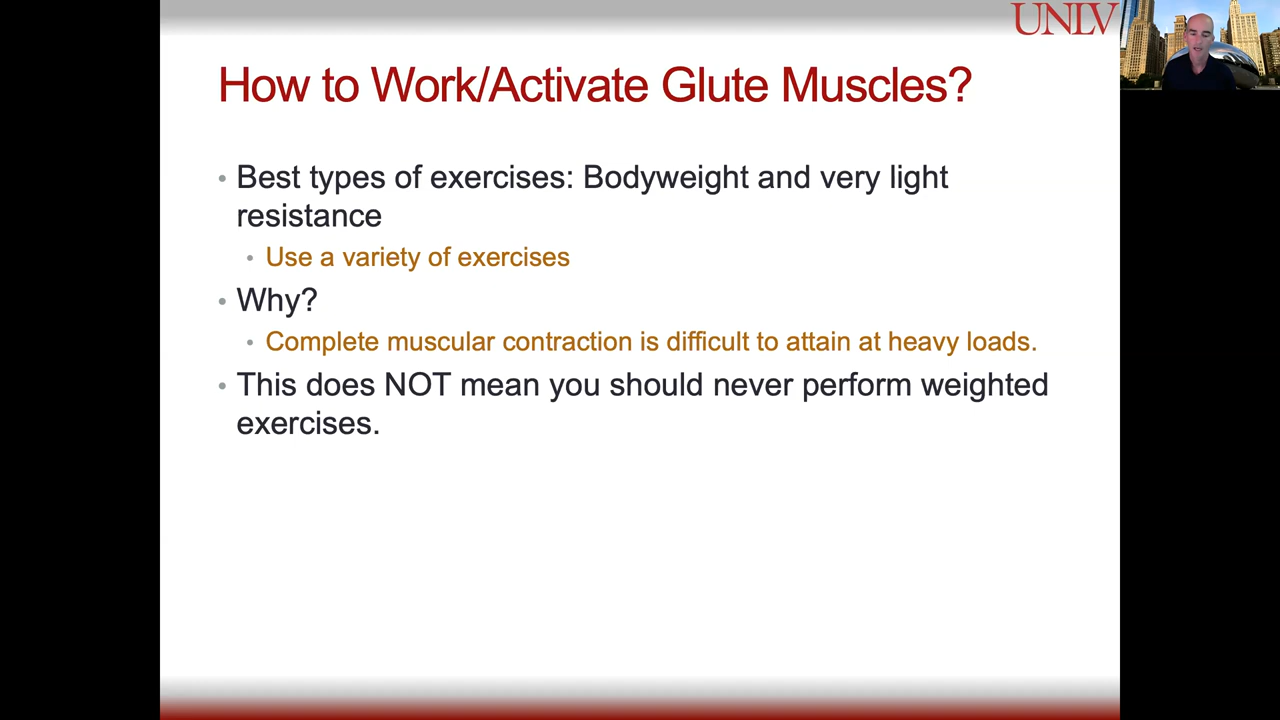 UNLV
How to Work/Activate Glute Muscles?
• Best types of exercises: Bodyweight and very light
resistance
• Use a variety of exercises
• Why?
• Complete muscular contraction is difficult to attain at heavy loads.
• This does NOT mean you should never perform weighted
exercises.